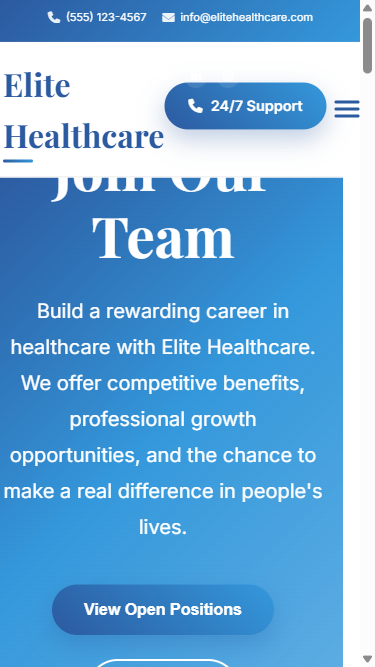 (555) 123-4567 info@elitehealthcare.com
Elite
Healthcare
24/7 Support
Join Our
Team
Build a rewarding career in
healthcare with Elite Healthcare.
We offer competitive benefits,
professional growth
opportunities, and the chance to
make a real difference in people's
lives.
View Open Positions